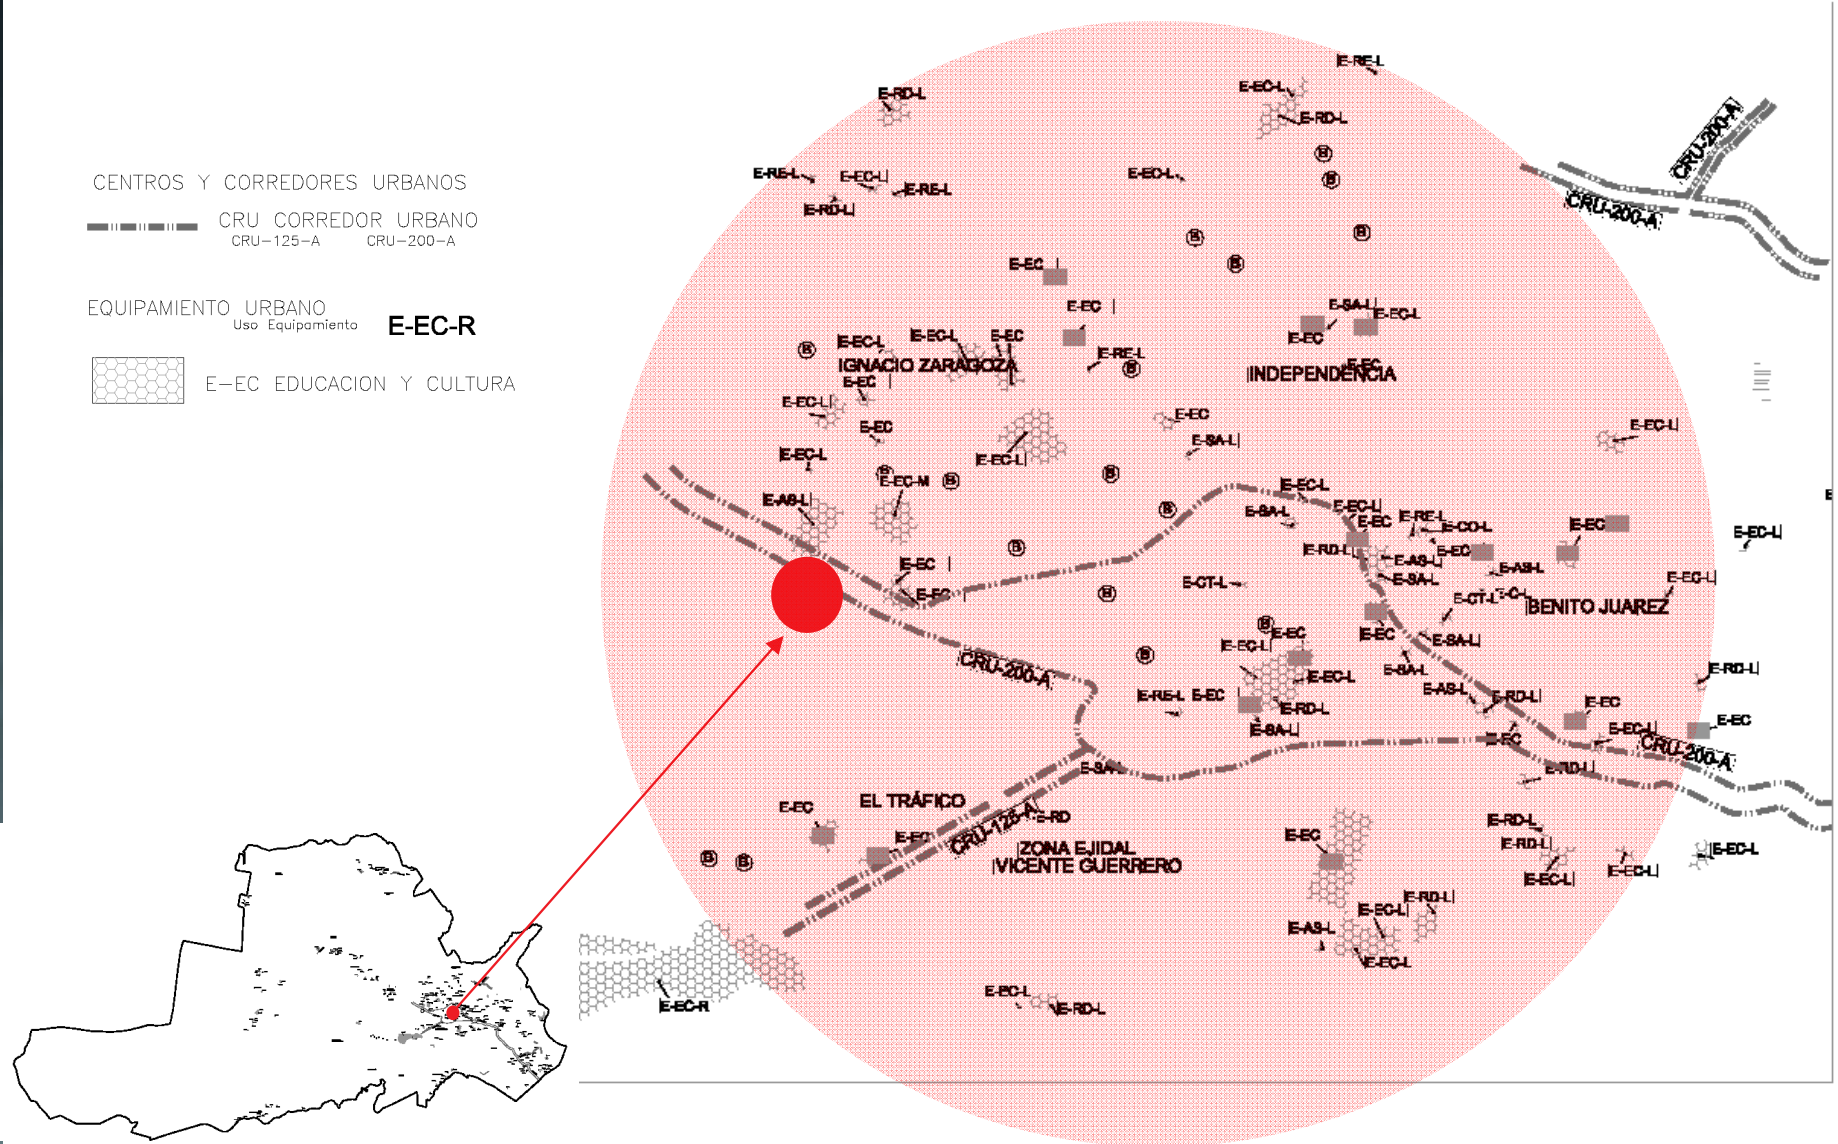 CENTROS Y CORREDORES URBANOS
CRU CORREDOR URBANO
CRU-125-A CRU-200-A
EQUIPAMIENTO URBANO
Uso Equipamiento E-EC-R
E-EC EDUCACION Y CULTURA
E-RE-L
E-RD-L
E-EC-L
E-RD-L
CRU-200-A
E-RE-L
E-EC-L
E-RE-L
E-EC-L
E-RD-L
CRU-200-A
B
B
B
B
B
E-EC
E-EC
E-SA-L
E-EC-L
E-EC
E-EC-L
E-EC-L
E-EC
E-RE-L
B
B
IGNACIO ZARAGOZA
INDEPENDENCIA
E-EC
E-EC
E-EC-L
E-EC
E-EC
E-SA-L
E-EC-L
E-EC-L
E-EC-L
B
E-EC-M
B
B
B
E-AS-L
E-EC-L
E-SA-L
E-EC-L
E-EC
E-RE-L
E-CO-L
E-EC
E-EC-L
E-RD-L
E-EC
E-AS-L
E-AS-L
E-SA-L
B
E-EC
E-EC
E-CT-L
B
E-CT-L
E-EC-L
BENITO JUAREZ
B
E-EC
E-EC
E-SA-L
E-EC-L
B
CRU-200-A
E-EC-L
E-SA-L
E-RD-L
E-RE-L E-EC
E-RD-L
E-AS-L
E-RD-L
E-EC
E-SA-L
E-EC
E-EC-L
E-EC
CRU-200-A
E-RD-L
EL TRÁFICO
E-EC
E-EC
CRU-125-A
E-RD
ZONA EJIDAL
VICENTE GUERRERO
B
B
E-EC
E-RD-L
E-RD-L
E-EC-L
E-EC-L
E-EC-L
E-RD-L
E-EC-L
E-AS-L
E-EC-L
E-EC-R
E-EC-L
E-RD-L